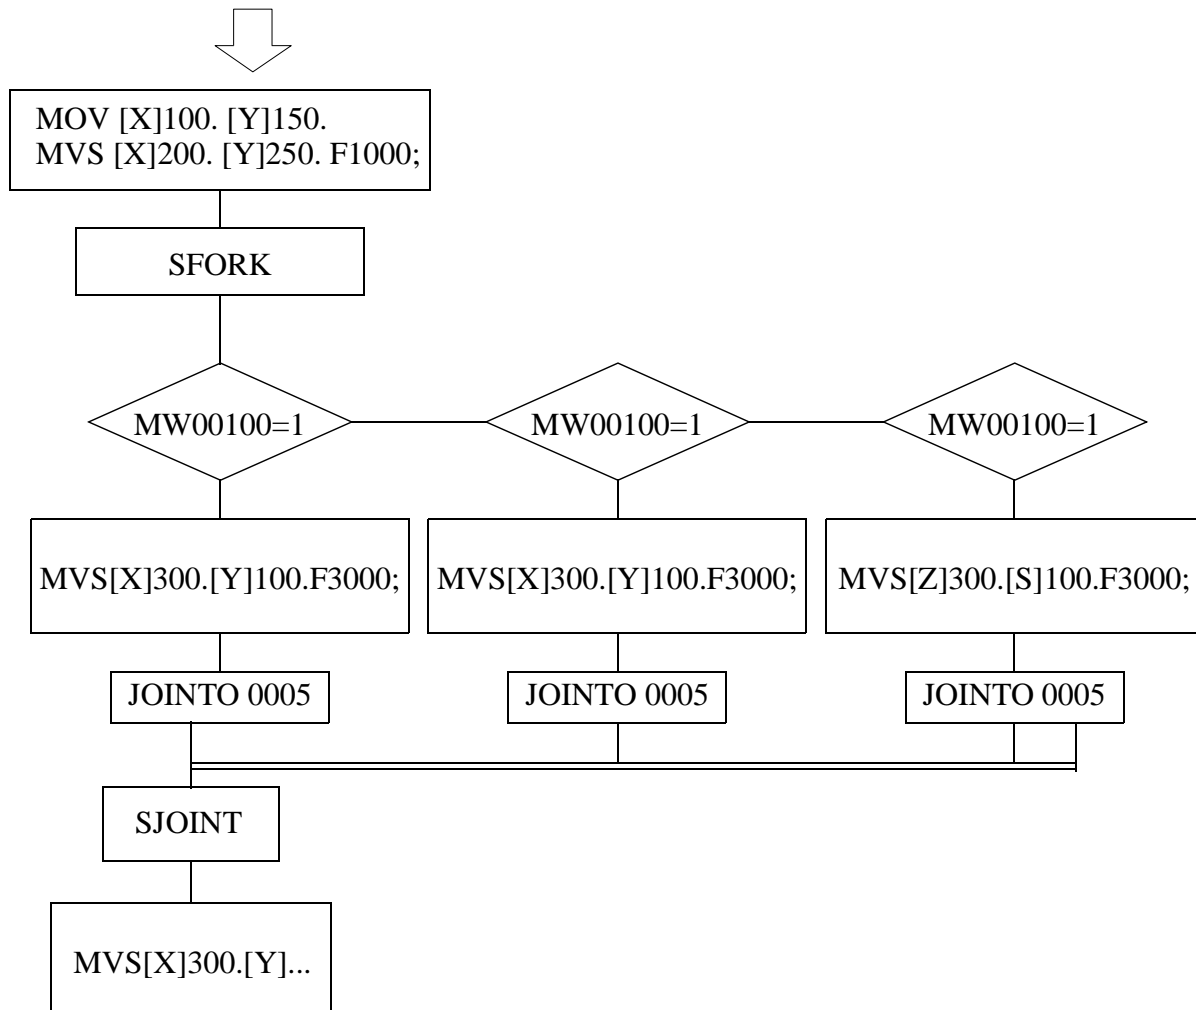 MOV [X]100. [Y]150.
MVS [X]200. [Y]250. F1000;
SFORK
MW00100=1
MW00100=1
MW00100=1
MVS[X]300.[Y]100.F3000;
MVS[X]300.[Y]100.F3000;
MVS[Z]300.[S]100.F3000;
JOINTO 0005
JOINTO 0005
JOINTO 0005
SJOINT
MVS[X]300.[Y]...